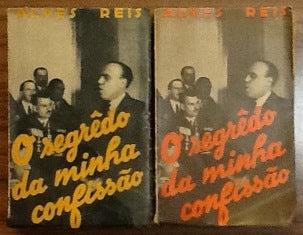 ALVES REIS
O segrêdo
da minha
confissão
ALVES REIS
O segrêdo
da minha
confissão